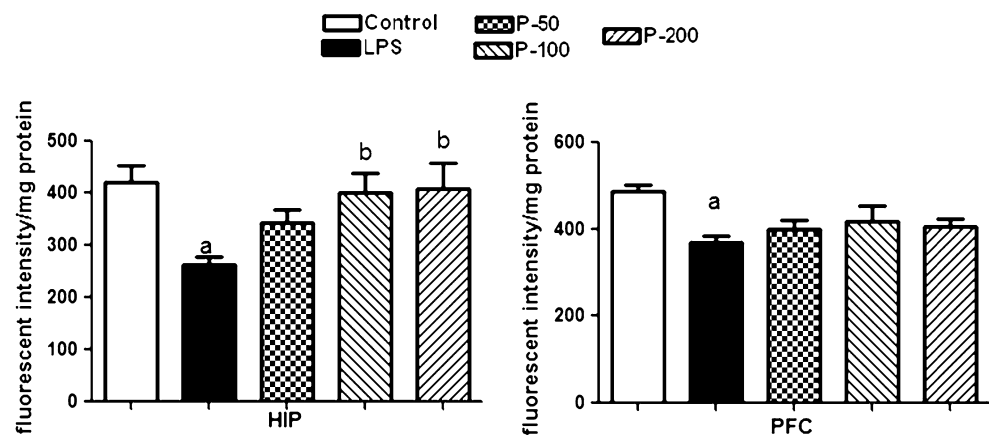 Control
LPS
P-50
P-100
P-200
fluorescent intensity/mg protein
500
400
300
200
100
0
a
b
b
HIP
fluorescent intensity/mg protein
600
400
200
0
a
PFC